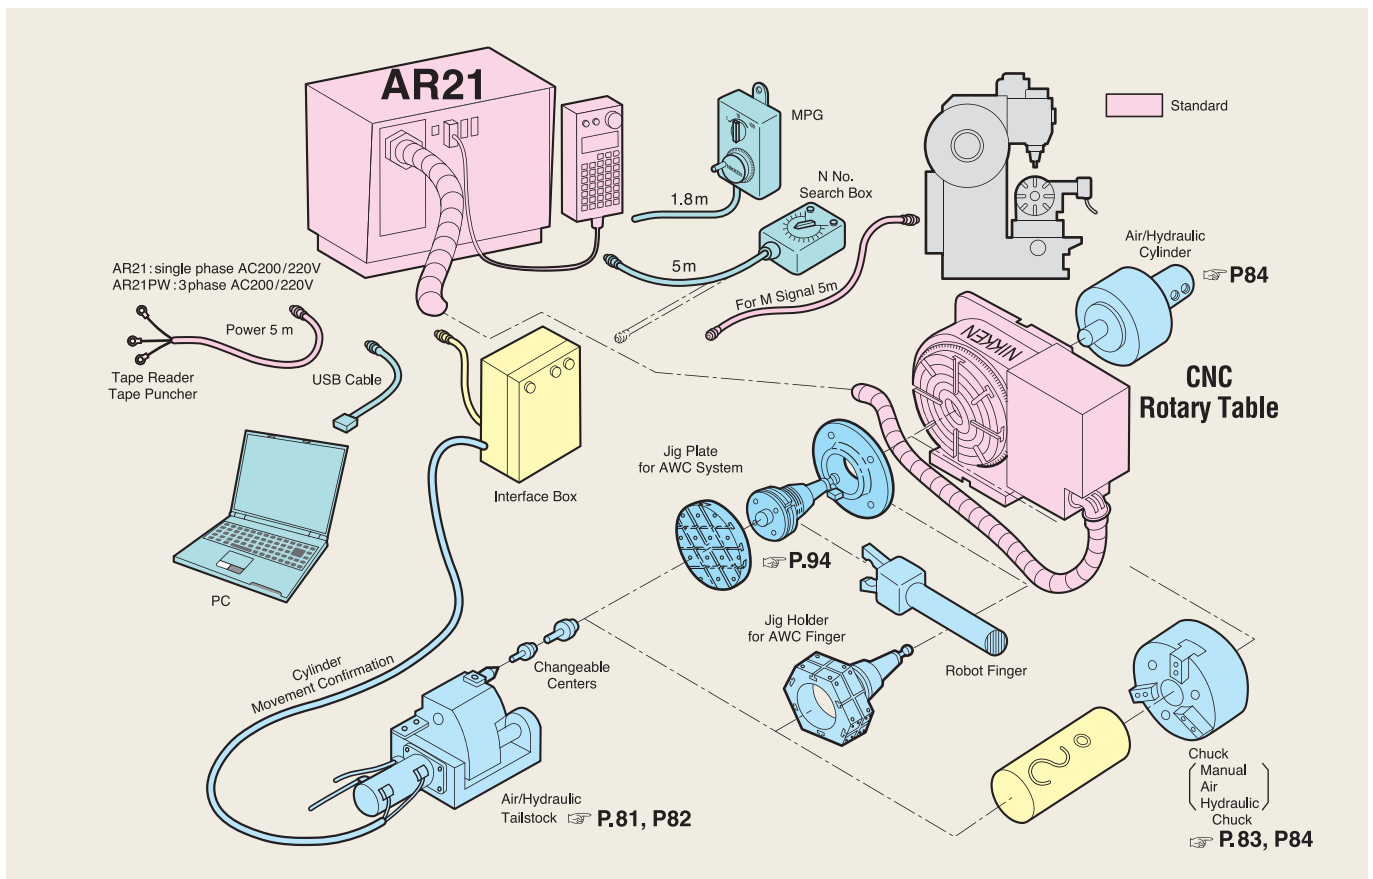 AR21
MPG
Standard
1.8m
N No.
Search Box
5m
For M Signal 5m
Air/Hydraulic
Cylinder
☞ P84
AR21 : single phase AC200/220V
AR21PW : 3phase AC200/220V
Power 5 m
Tape Reader
Tape Puncher
USB Cable
NIKKEN
CNC
Rotary Table
Interface Box
Jig Plate
for AWC System
☞ P.94
PC
Jig Holder
for AWC Finger
Robot Finger
Cylinder
Movement Confirmation
Changeable
Centers
Air/Hydraulic
Tailstock ☞ P.81, P82
Chuck
Manual
Air
Hydraulic
Chuck
☞ P.83, P84